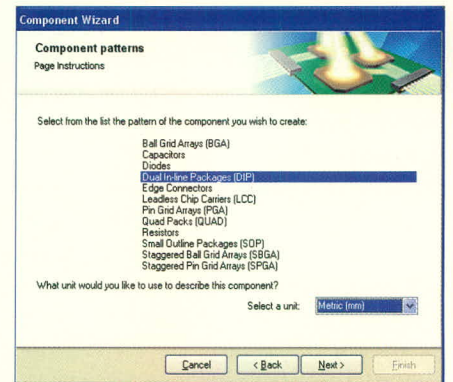 Component Wizard
Component patterns
Page Instructions
Select from the list the pattern of the component you wish to create:
Ball Grid Arrays (BGA)
Capacitors
Diodes
Dual In-line Packages (DIP)
Edge Connectors
Leadless Chip Carriers (LCC)
Pin Grid Arrays (PGA)
Quad Packs (QUAD)
Resistors
Small Outline Packages (SOP)
Staggered Ball Grid Arrays (SBGA)
Staggered Pin Grid Arrays (SPGA)
What unit would you like to use to describe this component?
Select a unit: Metric (mm)
Cancel < Back Next > Finish